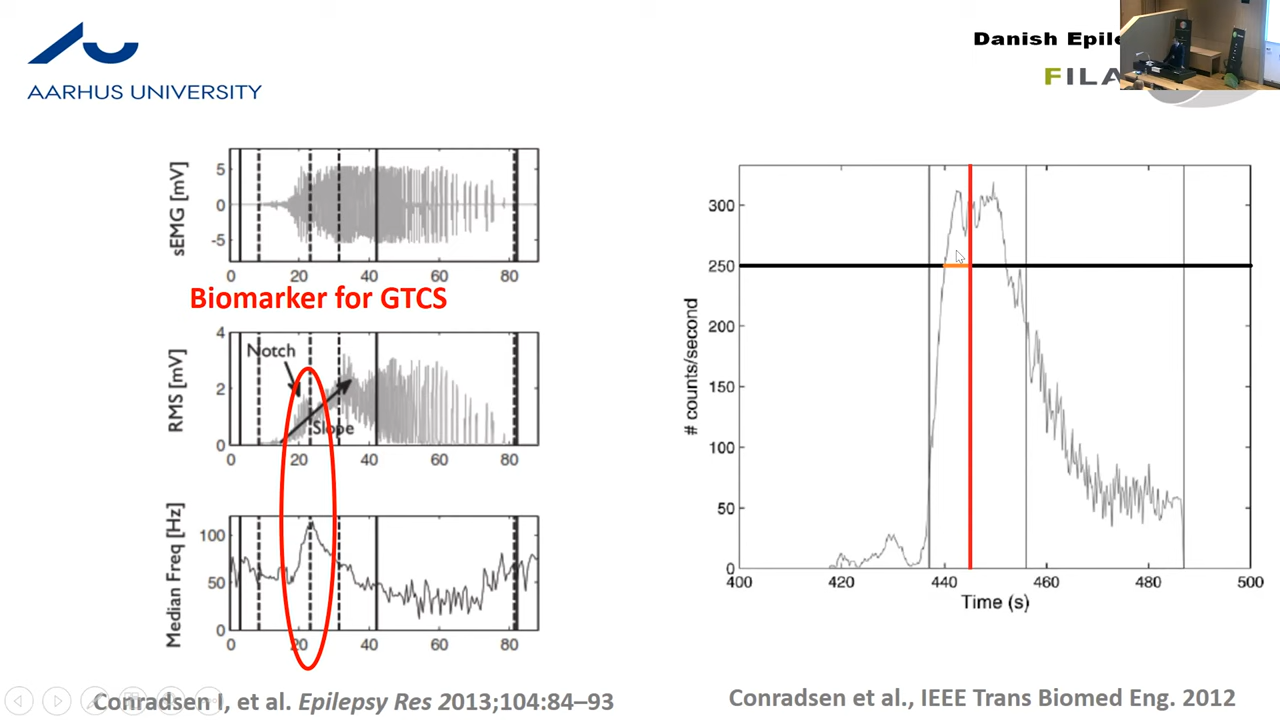 AARHUS UNIVERSITY
Danish Epile
FILA
sEMG [mV]
5
0
-5
0 20 40 60 80
Biomarker for GTCS
RMS [mV]
4
2
0
Notch
Slope
0 20 40 60 80
Median Freq [Hz]
100
50
0
0 20 40 60 80
Conradsen I, et al. Epilepsy Res 2013;104:84–93
# counts/second
300
250
200
150
100
50
0
400 420 440 460 480 500
Time (s)
Conradsen et al., IEEE Trans Biomed Eng. 2012